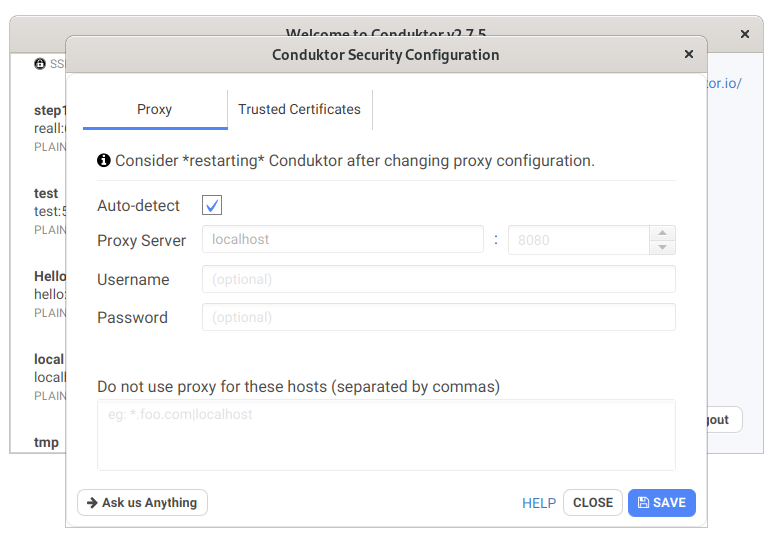 Welcome to Conduktor v2.7.5
Conduktor Security Configuration
Proxy
Trusted Certificates
Consider *restarting* Conduktor after changing proxy configuration.
Auto-detect
Proxy Server
localhost
:
8080
Username
(optional)
Password
(optional)
Do not use proxy for these hosts (separated by commas)
eg: *.foo.com|localhost
Ask us Anything
HELP
CLOSE
SAVE
SS
step1
reall:
PLAIN
test
test:5
PLAIN
Hello
hello:
PLAIN
local
local
PLAIN
tmp
tor.io/
gout